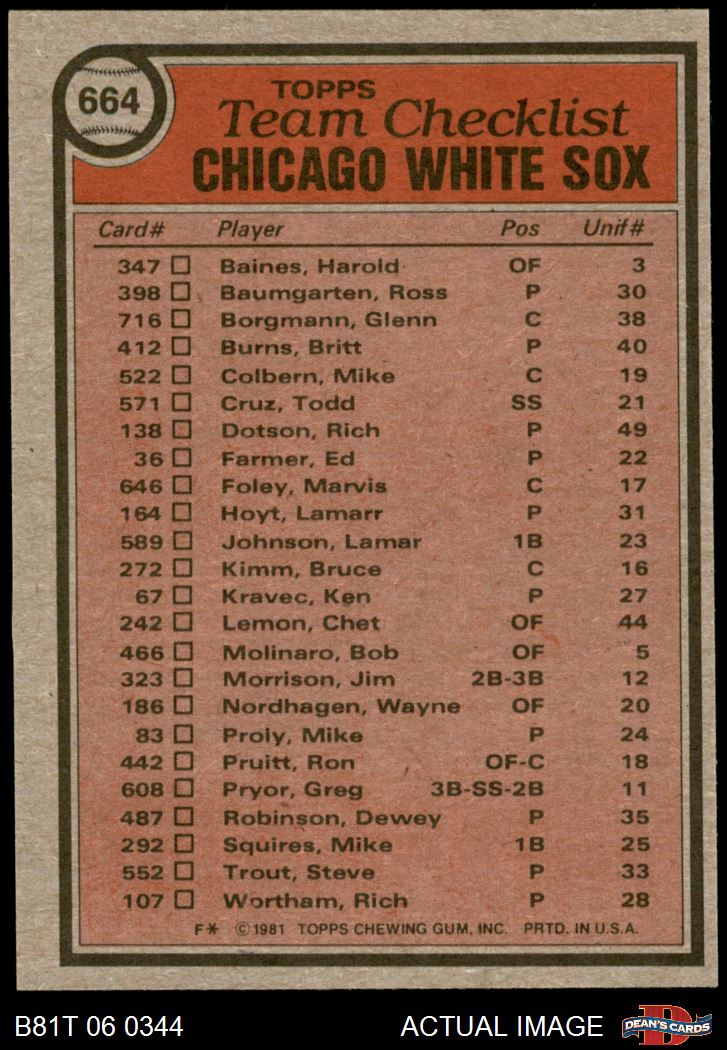 664
TOPPS
Team Checklist
CHICAGO WHITE SOX
Card# Player Pos Unif#
347 Baines, Harold OF 3
398 Baumgarten, Ross P 30
716 Borgmann, Glenn C 38
412 Burns, Britt P 40
522 Colbern, Mike C 19
571 Cruz, Todd SS 21
138 Dotson, Rich P 49
36 Farmer, Ed P 22
646 Foley, Marvis C 17
164 Hoyt, Lamarr P 31
589 Johnson, Lamar 1B 23
272 Kimm, Bruce C 16
67 Kravec, Ken P 27
242 Lemon, Chet OF 44
466 Molinaro, Bob OF 5
323 Morrison, Jim 2B-3B 12
186 Nordhagen, Wayne OF 20
83 Proly, Mike P 24
442 Pruitt, Ron OF-C 18
608 Pryor, Greg 3B-SS-2B 11
487 Robinson, Dewey P 35
292 Squires, Mike 1B 25
552 Trout, Steve P 33
107 Wortham, Rich P 28
F* ©1981 TOPPS CHEWING GUM, INC. PRTD. IN U.S.A.
B81T 06 0344 ACTUAL IMAGE D DEAN'S CARDS